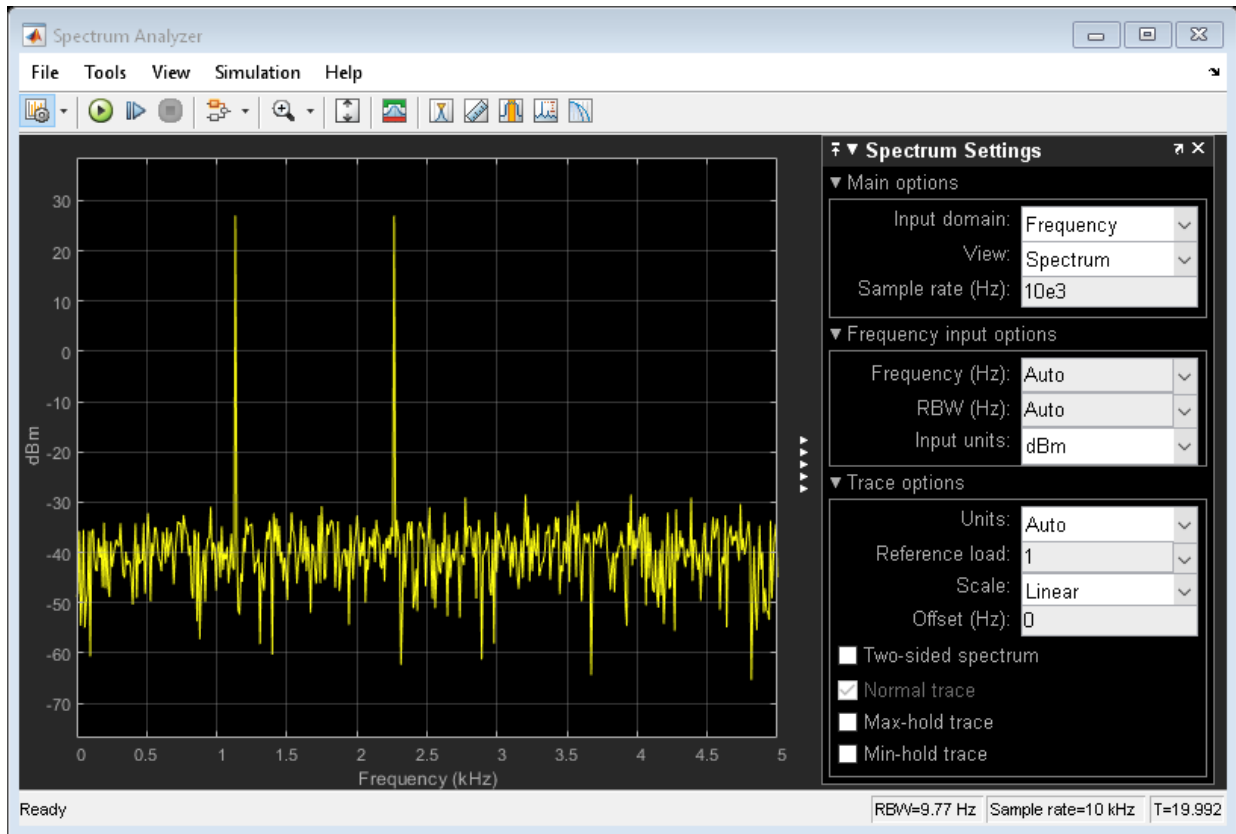 Spectrum Analyzer
File Tools View Simulation Help
30
20
10
0
-10
-20
-30
-40
-50
-60
-70
dBm
0 0.5 1 1.5 2 2.5 3 3.5 4 4.5 5
Frequency (kHz)
Spectrum Settings
Main options
Input domain: Frequency
View: Spectrum
Sample rate (Hz): 10e3
Frequency input options
Frequency (Hz): Auto
RBW (Hz): Auto
Input units: dBm
Trace options
Units: Auto
Reference load: 1
Scale: Linear
Offset (Hz): 0
Two-sided spectrum
Normal trace
Max-hold trace
Min-hold trace
Ready RBW=9.77 Hz Sample rate=10 kHz T=19.992